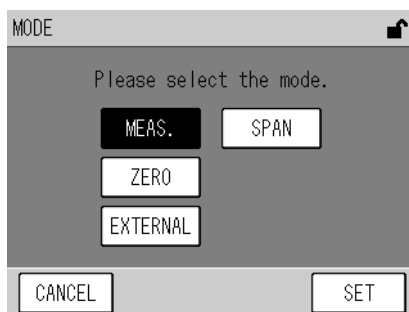 MODE
Please select the mode.
MEAS. SPAN
ZERO
EXTERNAL
CANCEL SET